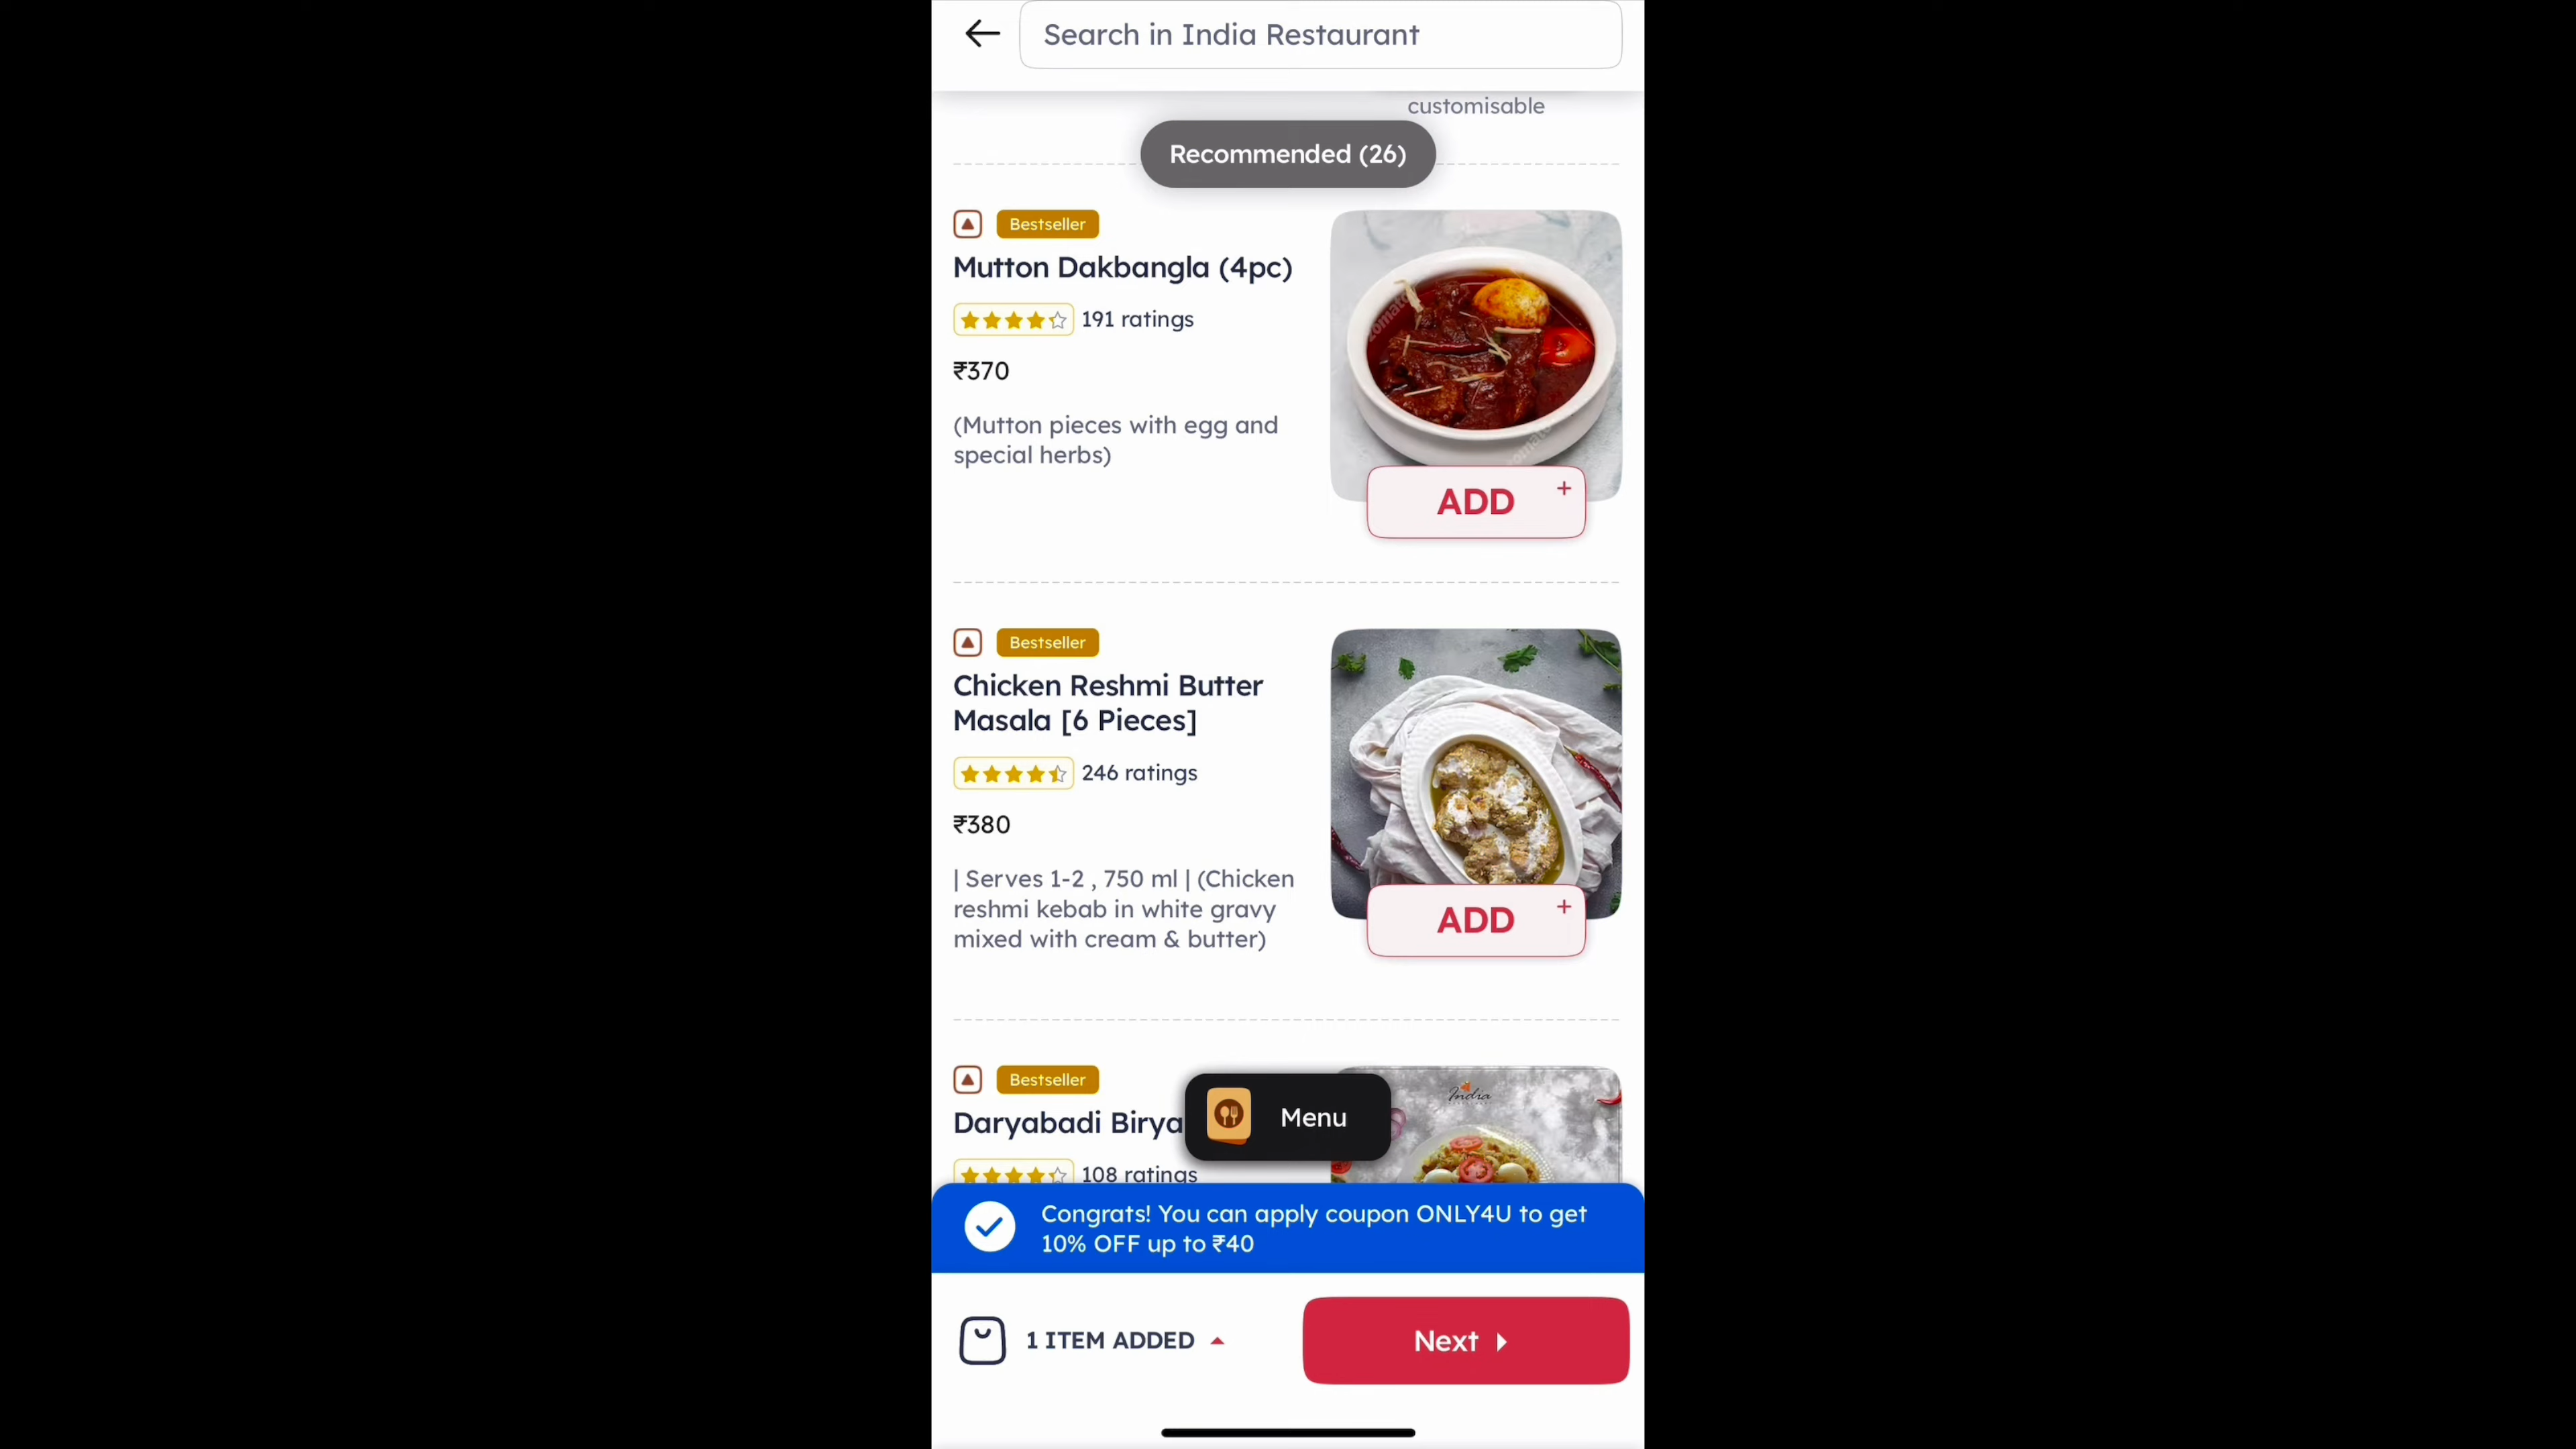 Search in India Restaurant
customisable
Recommended (26)
Bestseller
Mutton Dakbangla (4pc)
191 ratings
₹370
(Mutton pieces with egg and
special herbs)
ADD +
Bestseller
Chicken Reshmi Butter
Masala [6 Pieces]
246 ratings
₹380
| Serves 1-2 , 750 ml | (Chicken
reshmi kebab in white gravy
mixed with cream & butter)
ADD +
Bestseller
India
Daryabadi Birya
Menu
108 ratings
Congrats! You can apply coupon ONLY4U to get
10% OFF up to ₹40
1 ITEM ADDED
Next